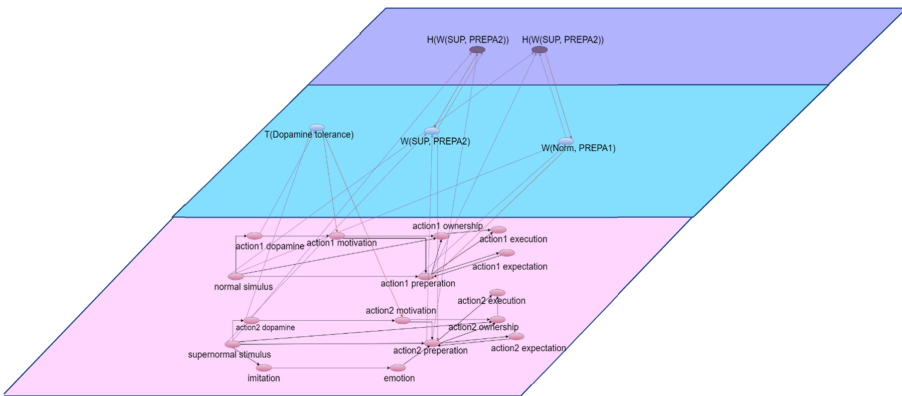 H(W(SUP, PREPA2))
H(W(SUP, PREPA2))
T(Dopamine tolerance)
W(SUP, PREPA2)
W(Norm, PREPA1)
action1 ownership
action1 dopamine
action1 motivation
action1 execution
action1 expectation
normal simulus
action1 preperation
action2 execution
action2 motivation
action2 dopamine
action2 ownership
action2 expectation
supernormal stimulus
action2 preperation
imitation
emotion